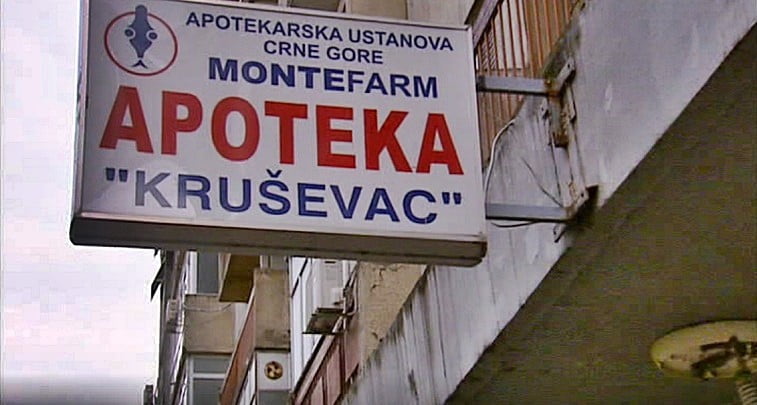 APOTEKARSKA USTANOVA
CRNE GORE
MONTEFARM
APOTEKA
"KRUŠEVAC"